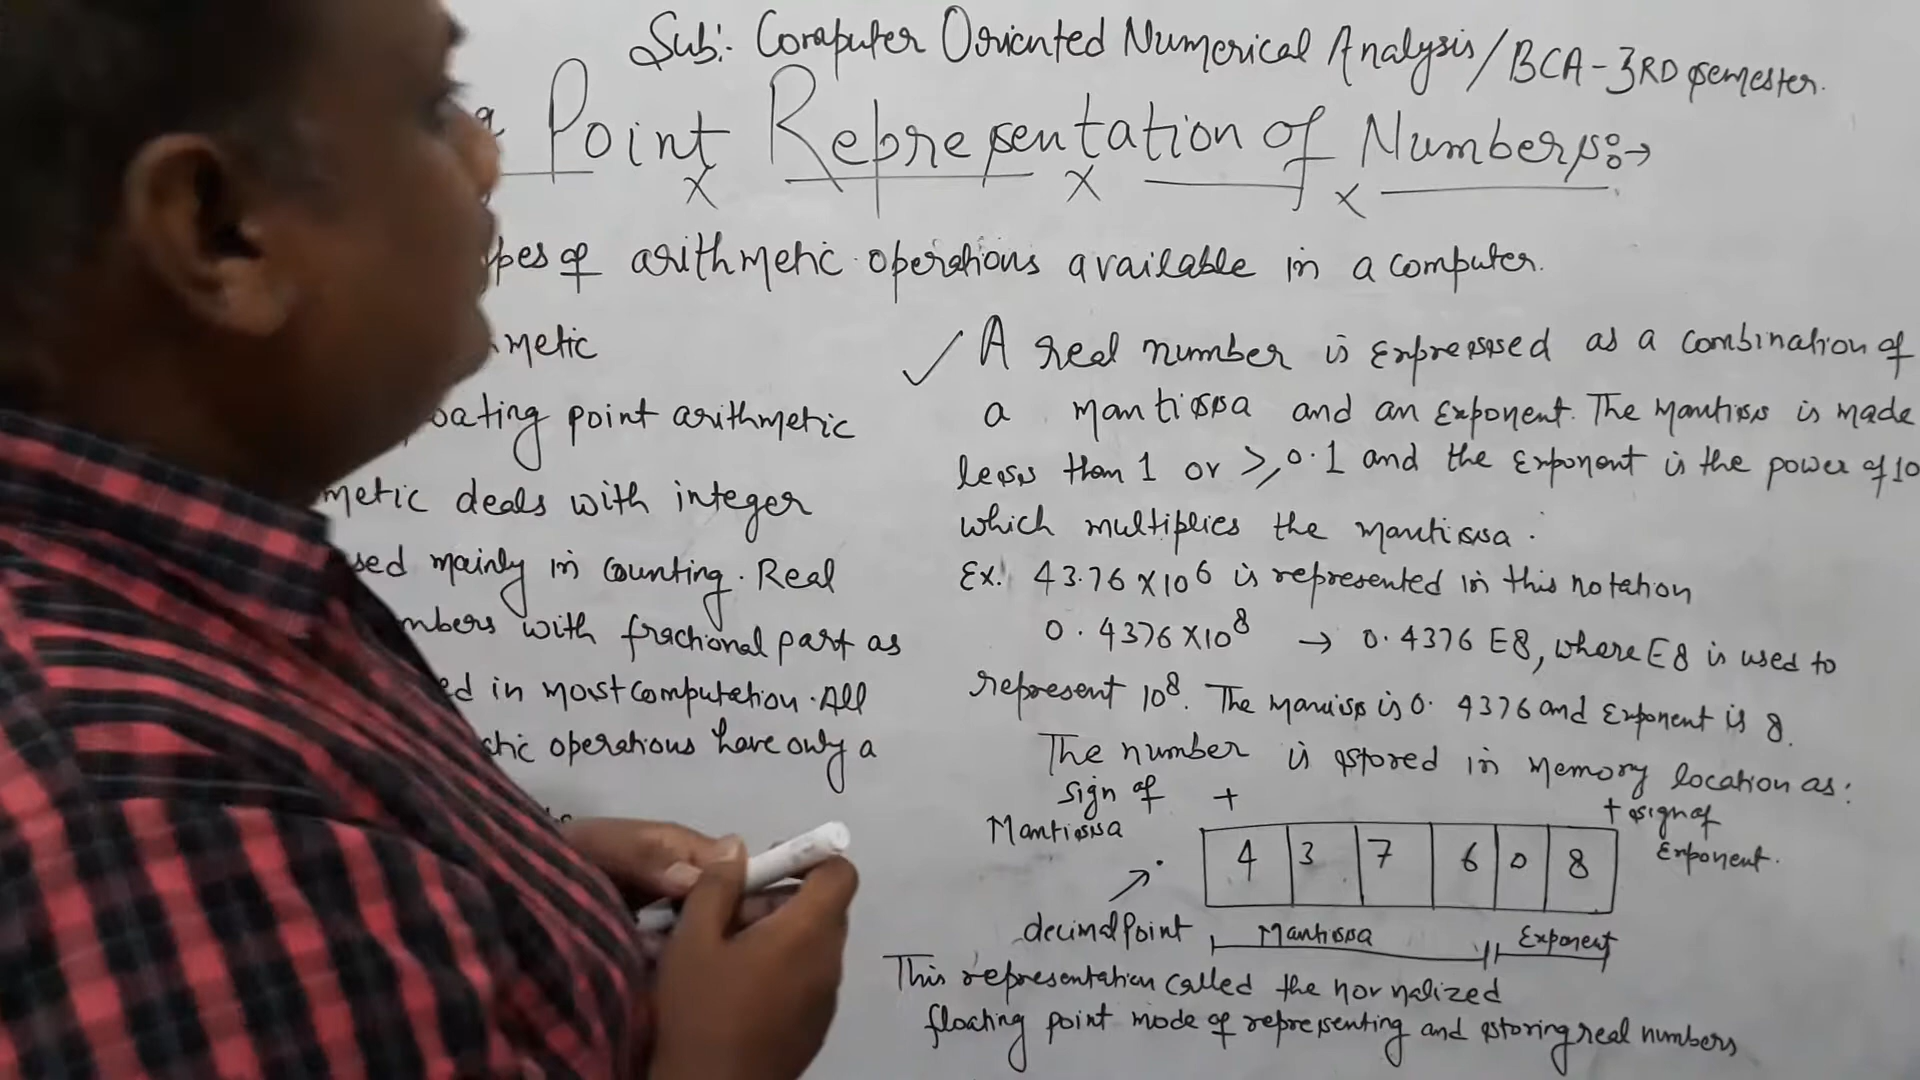 Sub:. Computer Oriented Numerical Analysis/BCA-3RD semester.
Point Representation of Numbers:→
of arithmetic operations available in a computer.
metic
oating point arithmetic
metic deals with integer
sed mainly in Counting. Real
mbers with fractional part as
ed in most computation. All
operations have only a
✓ A real number is expressed as a combination of
a mantissa and an Exponent. The Mantiss is made
less than 1 or >, 0.1 and the Exponent is the power of 10
which multiplies the mantissa.
Ex. 43.76 X 10⁶ is represented in this notation
0.4376X10⁸ → 0.4376 E8, where E8 is used to
represent 10⁸. The is 0.4376 and Exponent is 8.
The number is stored in memory location as:
sign of +
Mantissa
+ sign of
Exponent.
4 3 7 6 0 8
decimal Point Mantissa Exponent
This representation called the normalized
floating point mode of representing and storing real numbers